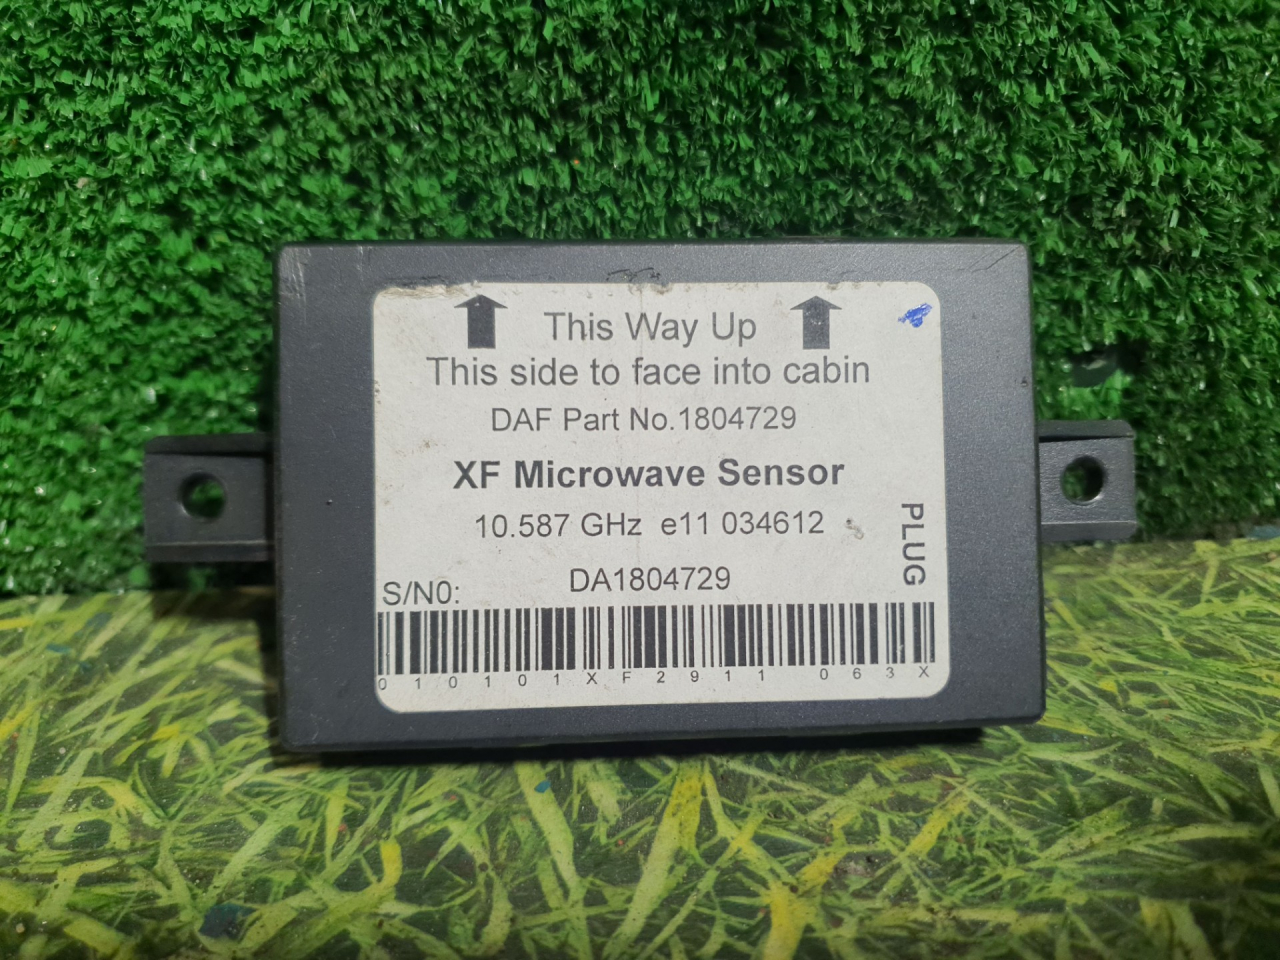 This Way Up
This side to face into cabin
DAF Part No.1804729
XF Microwave Sensor
10.587 GHz e11 034612
PLUG
S/N0: DA1804729
010101XF2911 063X